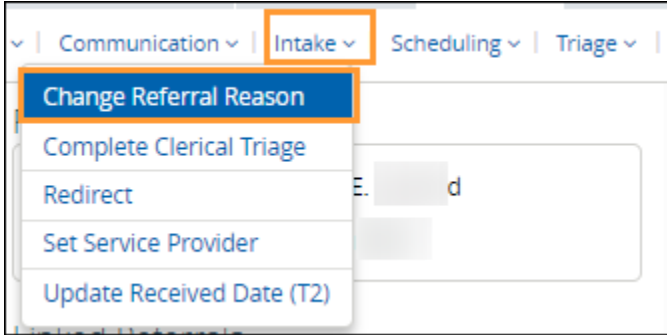 Communication Intake Scheduling Triage
Change Referral Reason
Complete Clerical Triage
E. d
Redirect
Set Service Provider
Update Received Date (T2)